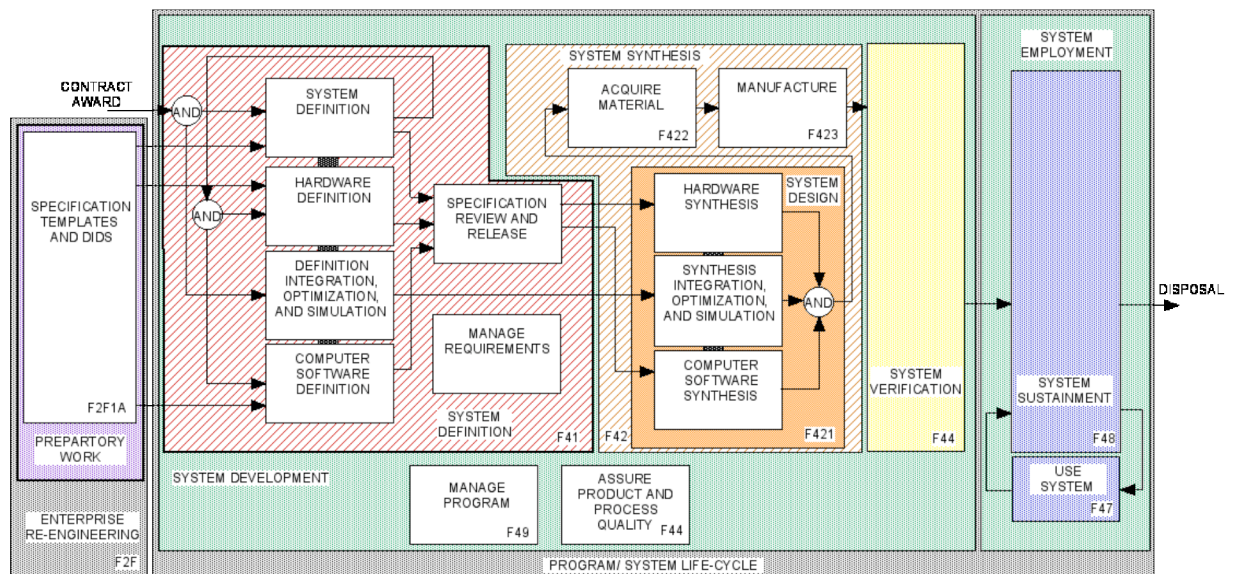 CONTRACT
AWARD
SPECIFICATION
TEMPLATES
AND DIDS
F2F1A
PREPARTORY
WORK
ENTERPRISE
RE-ENGINEERING
F2F
AND
AND
SYSTEM
DEFINITION
HARDWARE
DEFINITION
DEFINITION
INTEGRATION,
OPTIMIZATION,
AND SIMULATION
COMPUTER
SOFTWARE
DEFINITION
SPECIFICATION
REVIEW AND
RELEASE
MANAGE
REQUIREMENTS
SYSTEM
DEFINITION
F41
SYSTEM DEVELOPMENT
MANAGE
PROGRAM
F49
ASSURE
PRODUCT AND
PROCESS
QUALITY
F44
SYSTEM SYNTHESIS
ACQUIRE
MATERIAL
F422
MANUFACTURE
F423
HARDWARE
SYNTHESIS
SYSTEM
DESIGN
SYNTHESIS
INTEGRATION,
OPTIMIZATION,
AND SIMULATION
AND
COMPUTER
SOFTWARE
SYNTHESIS
F42
F421
SYSTEM
VERIFICATION
F44
SYSTEM
EMPLOYMENT
SYSTEM
SUSTAINMENT
F48
USE
SYSTEM
F47
DISPOSAL
PROGRAM/ SYSTEM LIFE-CYCLE